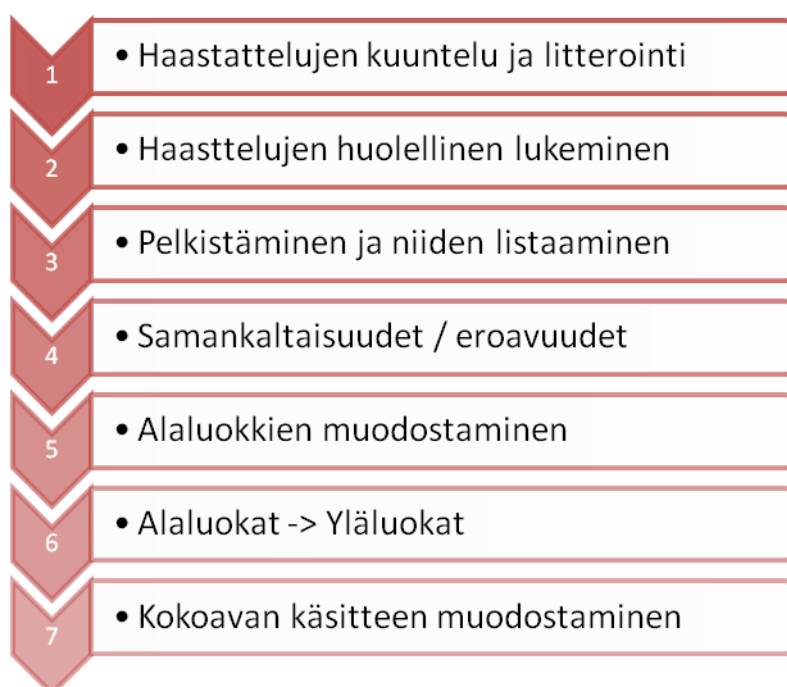 1 • Haastattelujen kuuntelu ja litterointi
2 • Haasttelujen huolellinen lukeminen
3 • Pelkistäminen ja niiden listaaminen
4 • Samankaltaisuudet / eroavuudet
5 • Alaluokkien muodostaminen
6 • Alaluokat -> Yläluokat
7 • Kokoavan käsitteen muodostaminen